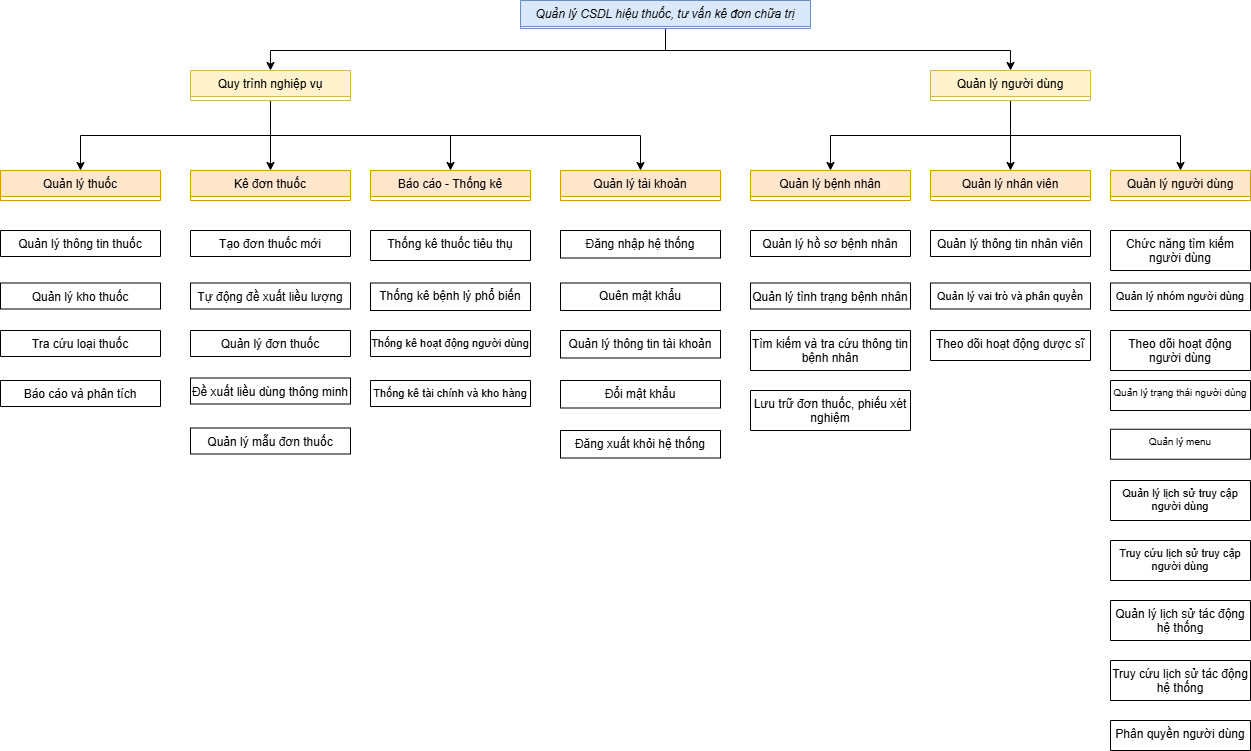 Quản lý CSDL hiệu thuốc, tư vấn kê đơn chữa trị
Quy trình nghiệp vụ
Quản lý người dùng
Quản lý thuốc
Kê đơn thuốc
Báo cáo - Thống kê
Quản lý tài khoản
Quản lý bệnh nhân
Quản lý nhân viên
Quản lý người dùng
Quản lý thông tin thuốc
Quản lý kho thuốc
Tra cứu loại thuốc
Báo cáo và phân tích
Tạo đơn thuốc mới
Tự động đề xuất liều lượng
Quản lý đơn thuốc
Đề xuất liều dùng thông minh
Quản lý mẫu đơn thuốc
Thống kê thuốc tiêu thụ
Thống kê bệnh lý phổ biến
Thống kê hoạt động người dùng
Thống kê tài chính và kho hàng
Đăng nhập hệ thống
Quên mật khẩu
Quản lý thông tin tài khoản
Đổi mật khẩu
Đăng xuất khỏi hệ thống
Quản lý hồ sơ bệnh nhân
Quản lý tình trạng bệnh nhân
Tìm kiếm và tra cứu thông tin
bệnh nhân
Lưu trữ đơn thuốc, phiếu xét
nghiệm
Quản lý thông tin nhân viên
Quản lý vai trò và phân quyền
Theo dõi hoạt động dược sĩ
Chức năng tìm kiếm
người dùng
Quản lý nhóm người dùng
Theo dõi hoạt động
người dùng
Quản lý trạng thái người dùng
Quản lý menu
Quản lý lịch sử truy cập
người dùng
Truy cứu lịch sử truy cập
người dùng
Quản lý lịch sử tác động
hệ thống
Truy cứu lịch sử tác động
hệ thống
Phân quyền người dùng